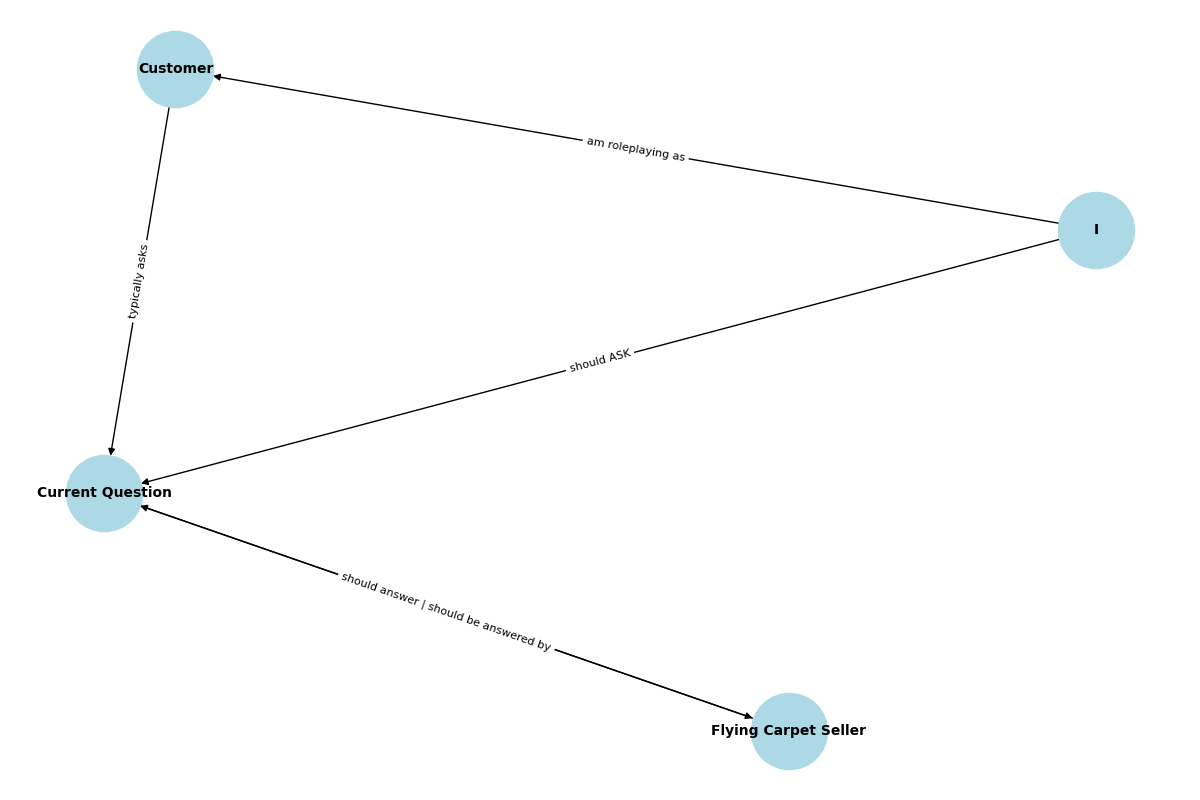 Customer
am roleplaying as
I
typically asks
should ASK
Current Question
should answer | should be answered by
Flying Carpet Seller